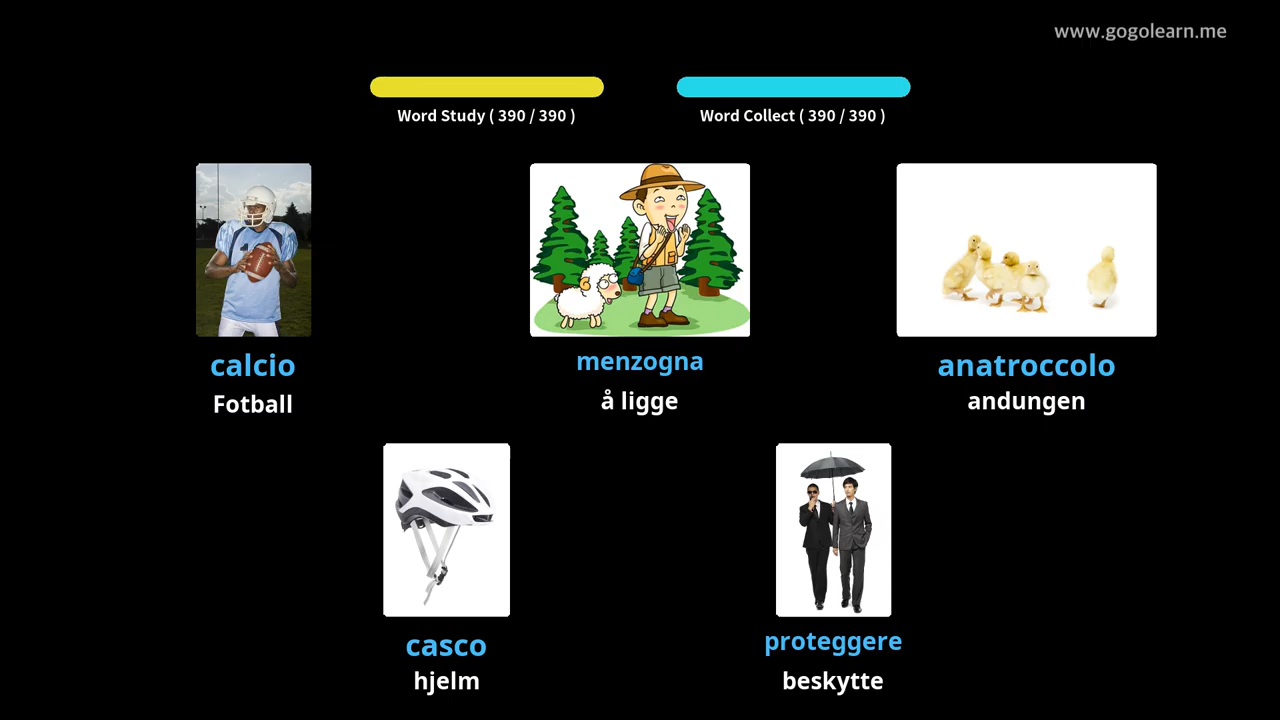 www.gogolearn.me
Word Study ( 390 / 390 )
Word Collect ( 390 / 390 )
calcio
Fotball
menzogna
å ligge
anatroccolo
andungen
casco
hjelm
proteggere
beskytte